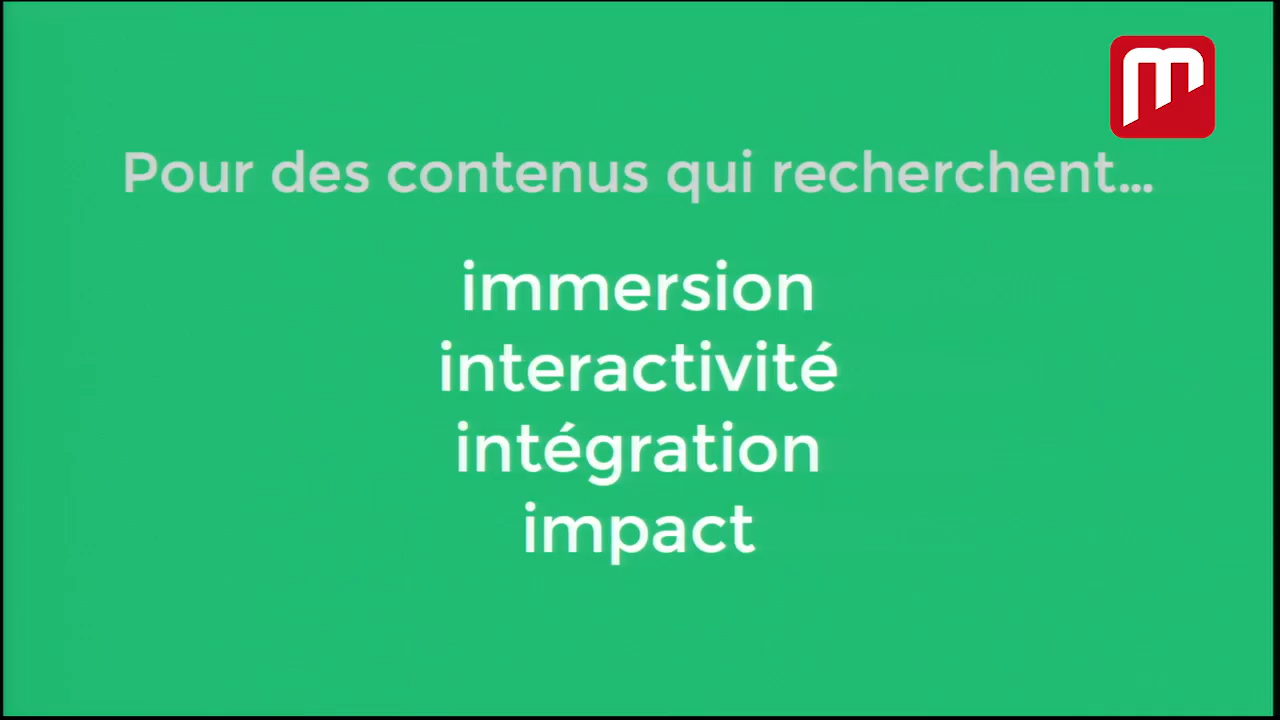 Pour des contenus qui recherchent...
immersion
interactivité
intégration
impact